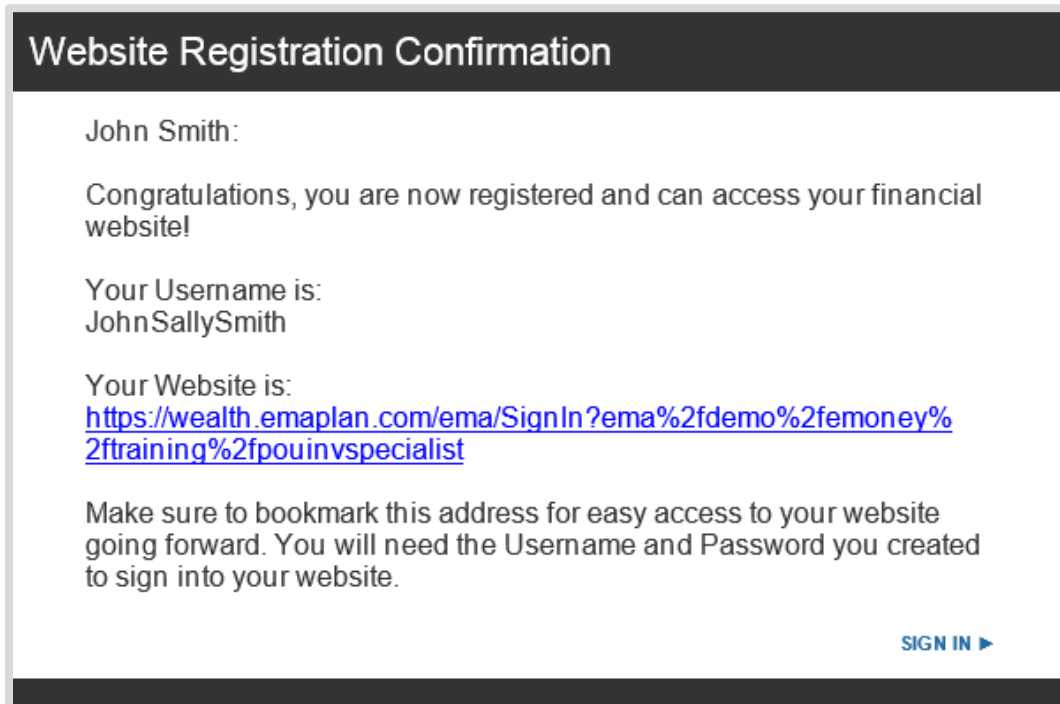 Website Registration Confirmation
John Smith:
Congratulations, you are now registered and can access your financial
website!
Your Username is:
JohnSallySmith
Your Website is:
https://wealth.emaplan.com/ema/SignIn?ema%2fdemo%2femoney%
2ftraining%2fpouinvspecialist
Make sure to bookmark this address for easy access to your website
going forward. You will need the Username and Password you created
to sign into your website.
SIGN IN ►